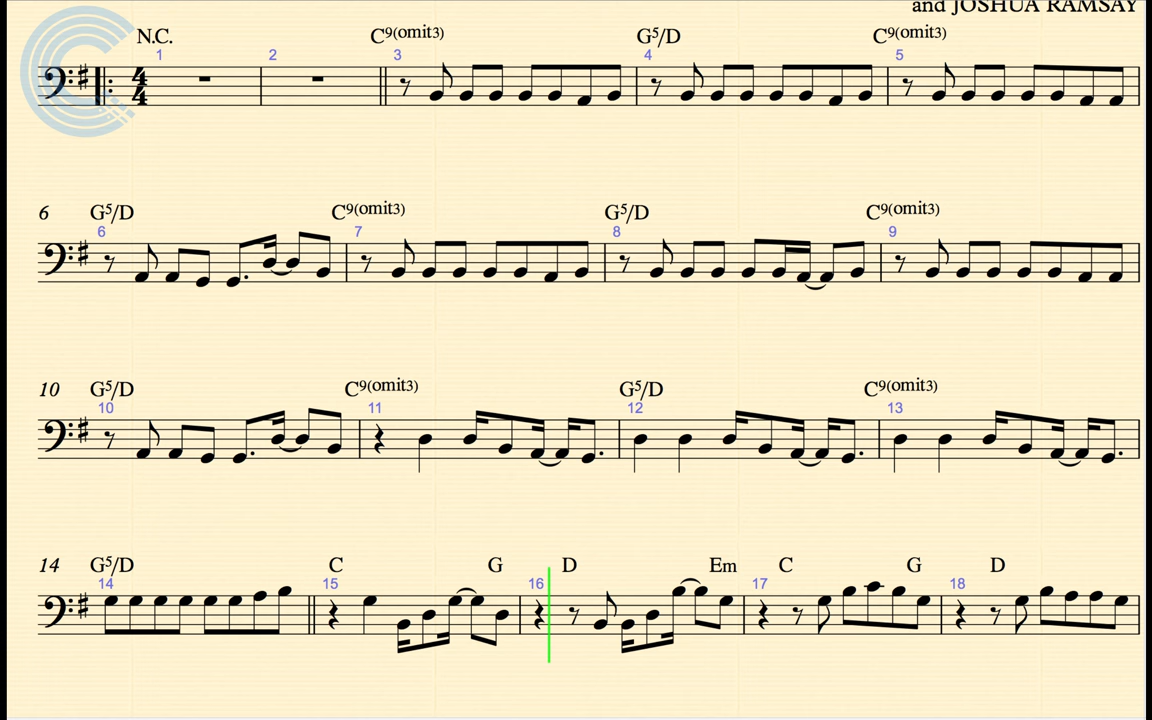 and JOSHUA RAMSAY
N.C. C9(omit3) G5/D C9(omit3)
1 2 3 4 5
4
4
6 G5/D C9(omit3) G5/D C9(omit3)
6 7 8 9
10 G5/D C9(omit3) G5/D C9(omit3)
10 11 12 13
14 G5/D C G D Em C G D
14 15 16 17 18